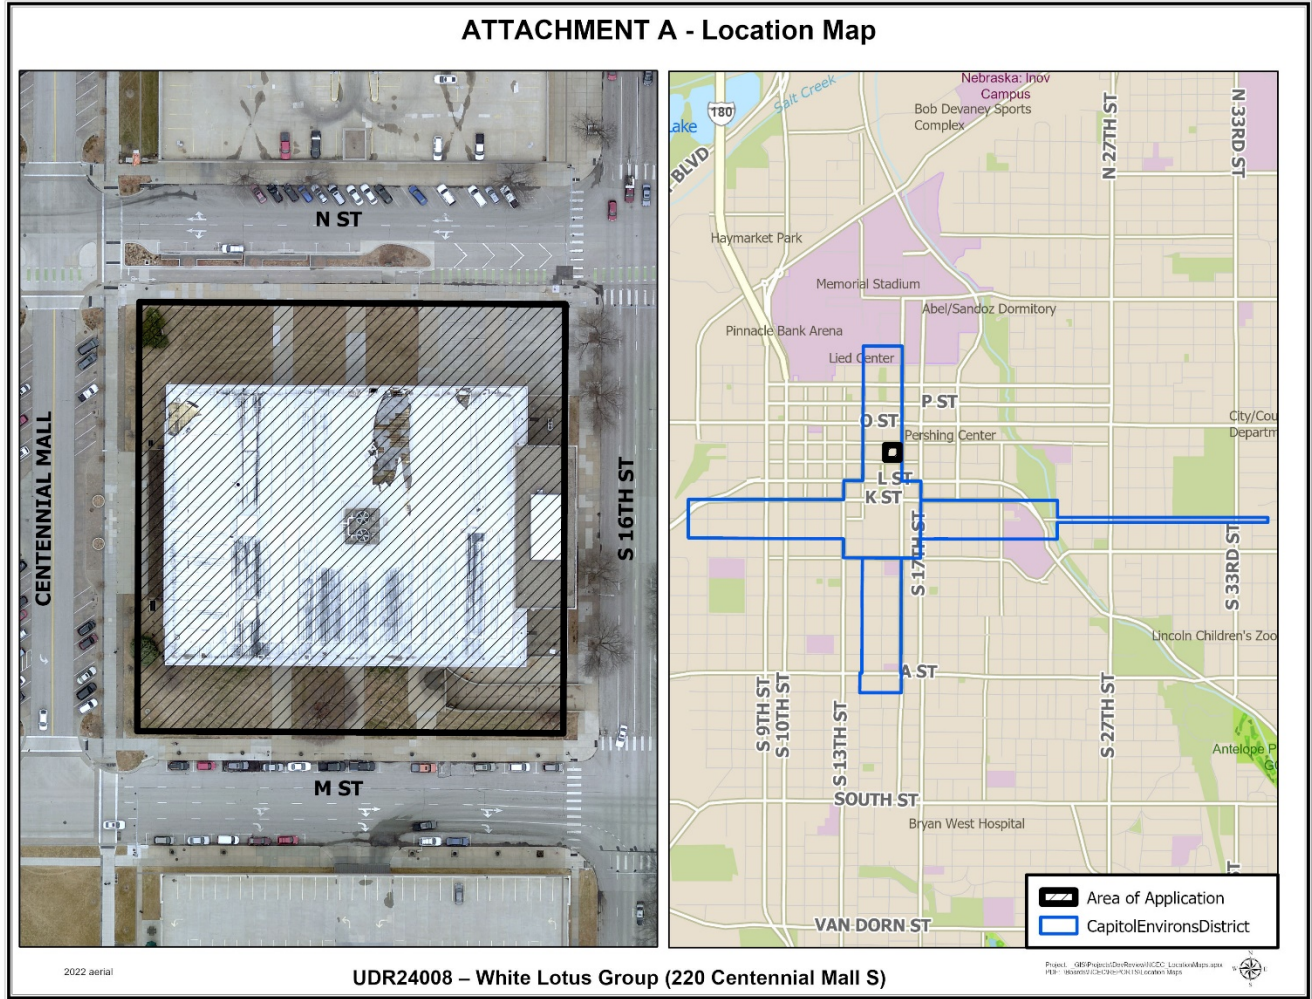 ATTACHMENT A - Location Map
N ST
CENTENNIAL MALL
S 16TH ST
M ST
180
Salt Creek
Lake
-BLVD
Nebraska: Inov
Campus
Bob Devaney Sports
Complex
N 27TH ST
N 33RD ST
Haymarket Park
Memorial Stadium
Abel/Sandoz Dormitory
Pinnacle Bank Arena
Lied Center
P ST
O ST
City/Cou
Departm
Pershing Center
L ST
K ST
S 17TH ST
S 33RD ST
Lincoln Children's Zoo
A ST
S 9TH ST
S 10TH ST
S 13TH ST
S 27TH ST
Antelope P
G
SOUTH ST
Bryan West Hospital
VAN DORN ST
ST
Area of Application
CapitolEnvironsDistrict
2022 aerial
UDR24008 – White Lotus Group (220 Centennial Mall S)
N
W
E
S